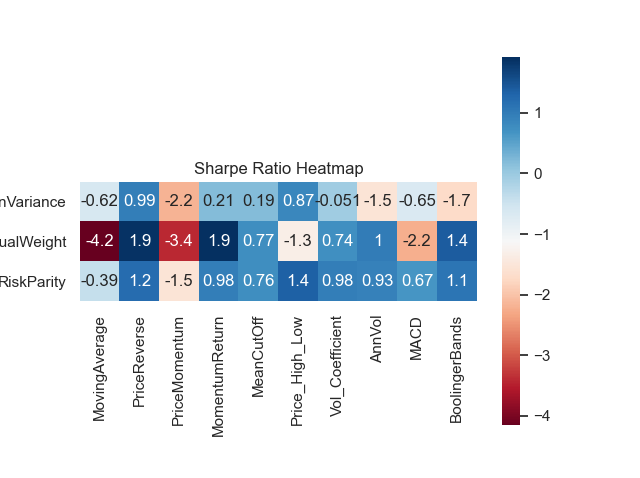 Sharpe Ratio Heatmap
nVariance -0.62 0.99 -2.2 0.21 0.19 0.87 -0.051 -1.5 -0.65 -1.7
ualWeight -4.2 1.9 -3.4 1.9 0.77 -1.3 0.74 1 -2.2 1.4
RiskParity -0.39 1.2 -1.5 0.98 0.76 1.4 0.98 0.93 0.67 1.1
MovingAverage
PriceReverse
PriceMomentum
MomentumReturn
MeanCutOff
Price_High_Low
Vol_Coefficient
AnnVol
MACD
BoolingerBands
1
0
-1
-2
-3
-4